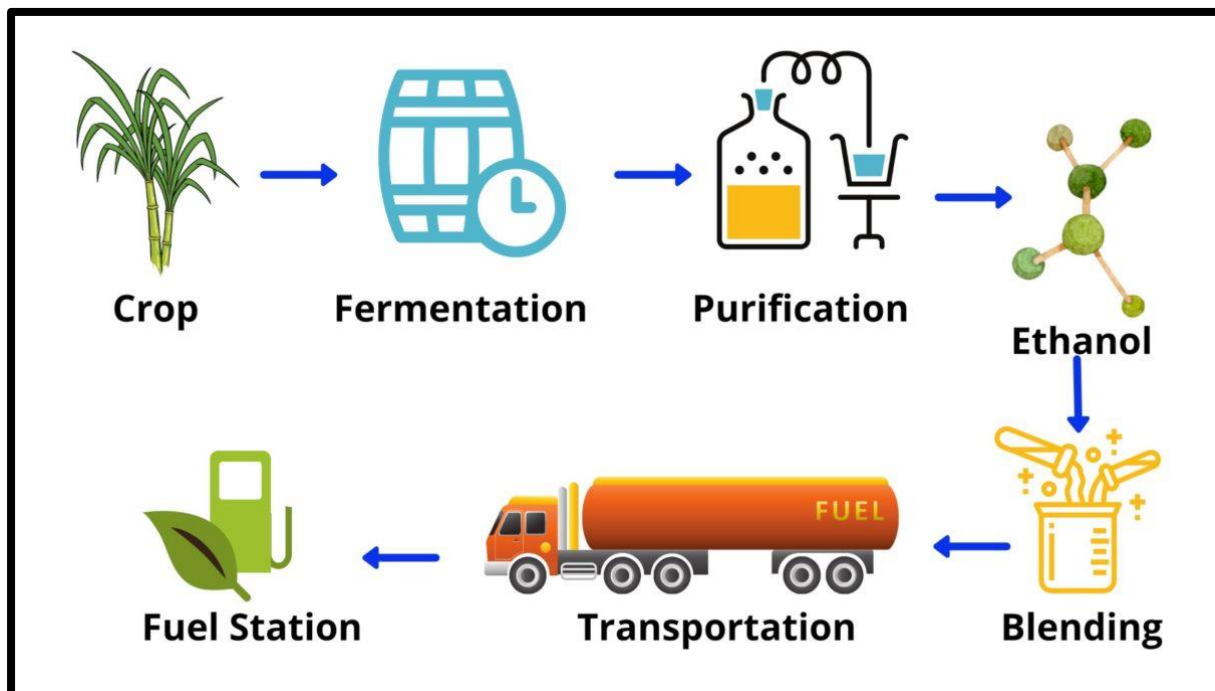 Crop
Fermentation
Purification
Ethanol
FUEL
Fuel Station
Transportation
Blending